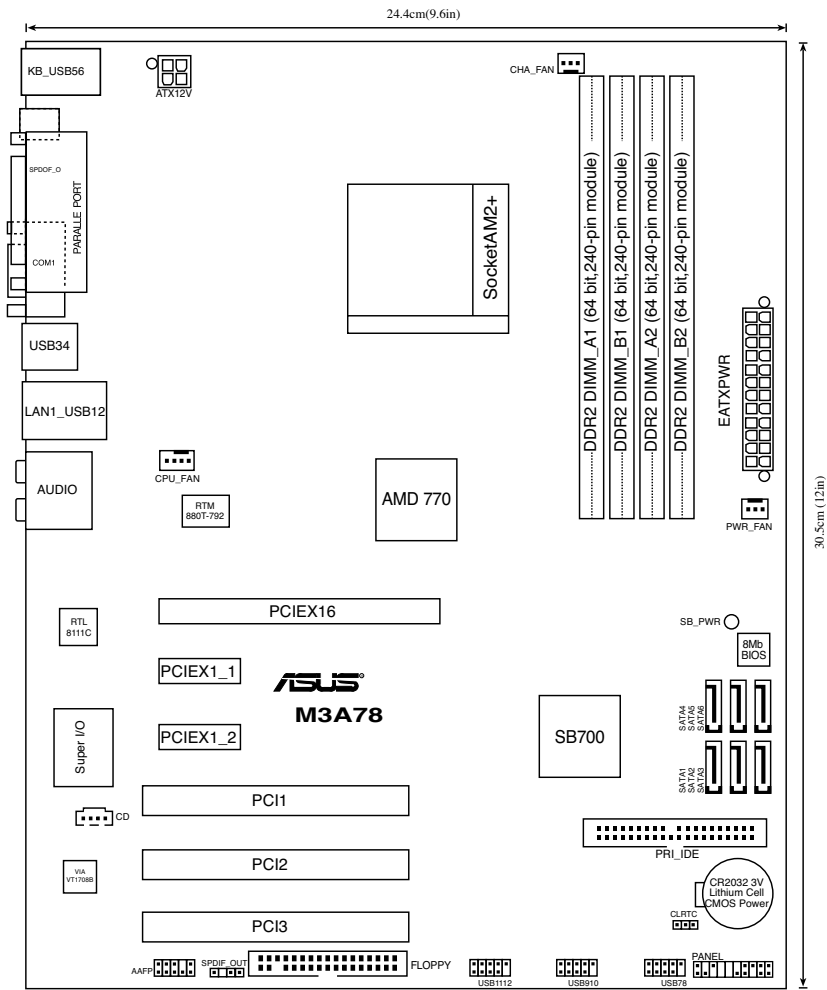 24.4cm(9.6in)
KB_USB56
ATX12V
CHA_FAN
SPDOF_O
PARALLE PORT
COM1
SocketAM2+
DDR2 DIMM_A1 (64 bit,240-pin module)
DDR2 DIMM_B1 (64 bit,240-pin module)
DDR2 DIMM_A2 (64 bit,240-pin module)
DDR2 DIMM_B2 (64 bit,240-pin module)
EATXPWR
USB34
LAN1_USB12
AUDIO
CPU_FAN
RTM
880T-792
AMD 770
PWR_FAN
30.5cm (12in)
PCIEX16
RTL
8111C
SB_PWR
8Mb
BIOS
PCIEX1_1
ASUS
M3A78
PCIEX1_2
Super I/O
SB700
SATA4
SATA5
SATA6
SATA1
SATA2
SATA3
PCI1
CD
PRI_IDE
PCI2
VIA
VT1708B
CR2032 3V
Lithium Cell
CMOS Power
CLRTC
PCI3
AAFP
SPDIF_OUT
FLOPPY
USB1112
USB910
USB78
PANEL